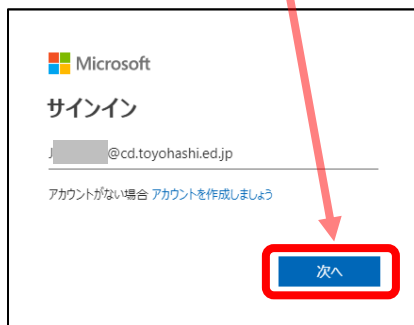 Microsoft
サインイン
J @cd.toyohashi.ed.jp
アカウントがない場合 アカウントを作成しましょう
次へ